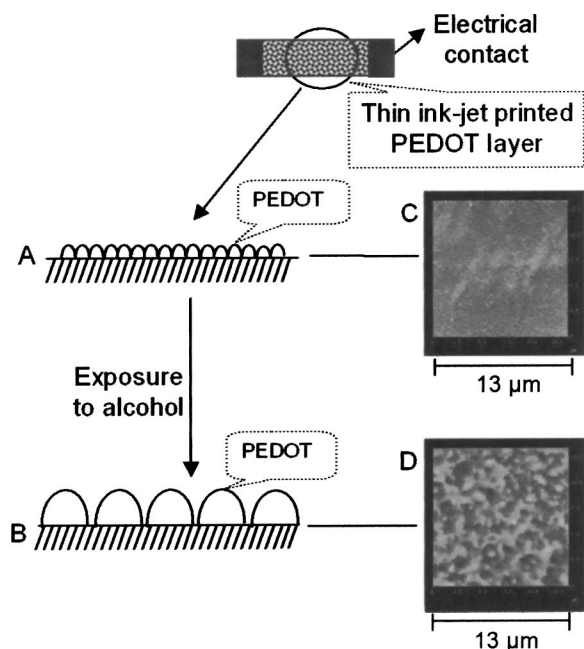 Electrical
contact
Thin ink-jet printed
PEDOT layer
PEDOT
A
C
13 µm
Exposure
to alcohol
PEDOT
B
D
13 µm